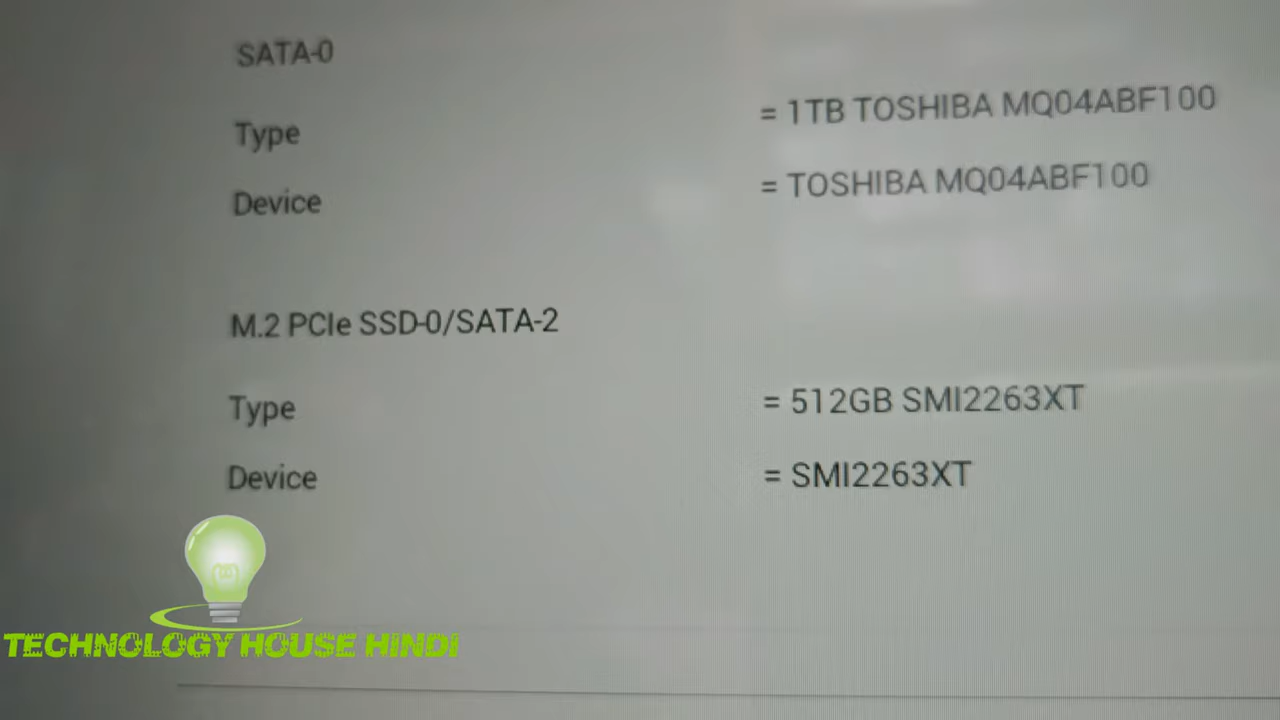 SATA-0
Type = 1TB TOSHIBA MQ04ABF100
Device = TOSHIBA MQ04ABF100
M.2 PCIe SSD-0/SATA-2
Type = 512GB SMI2263XT
Device = SMI2263XT
TECHNOLOGY HOUSE HINDI